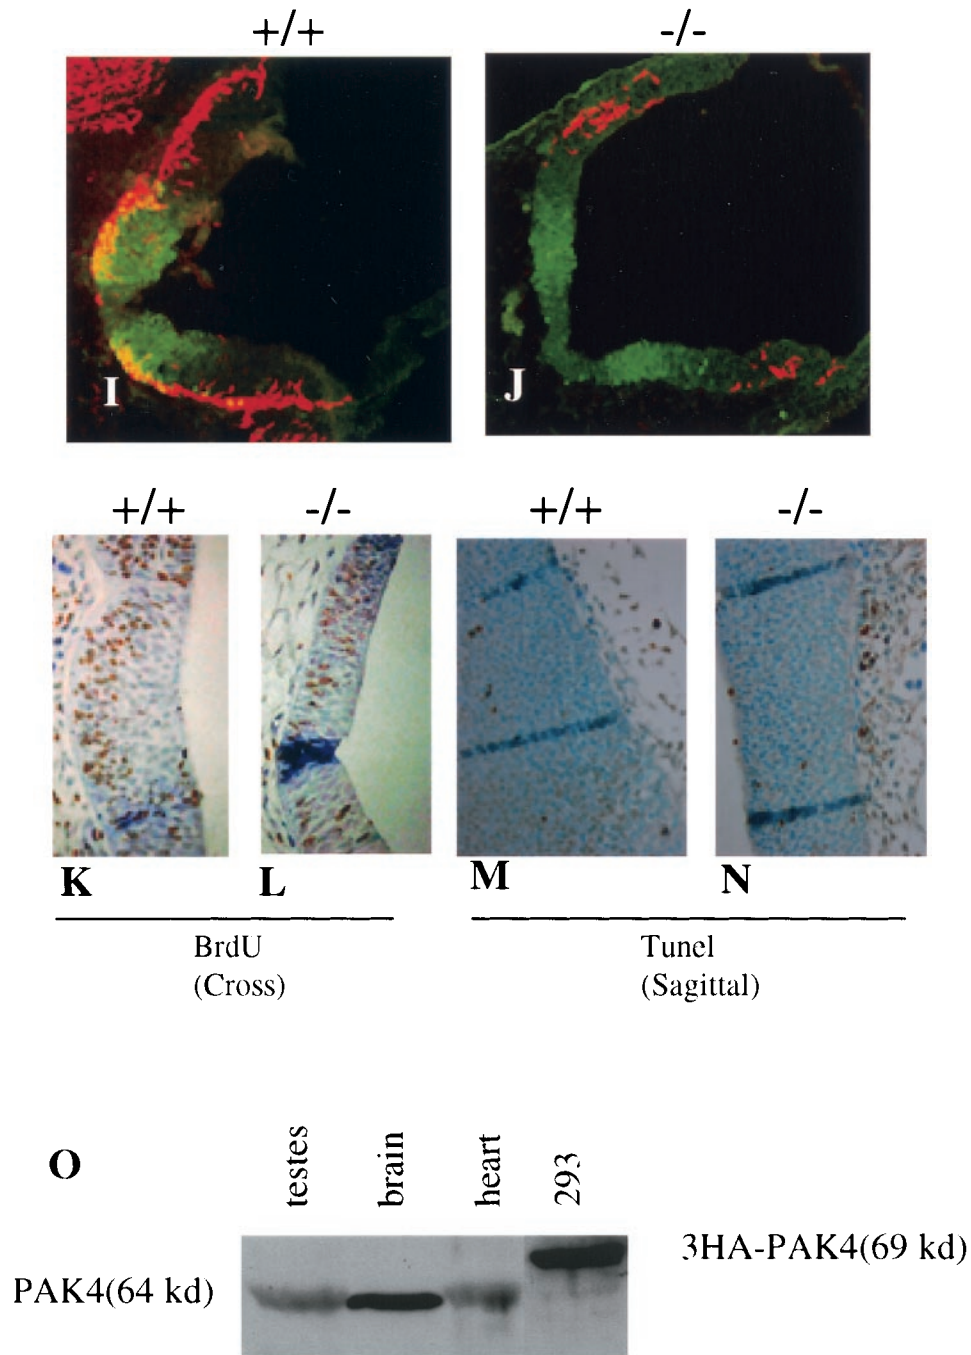 +/+ -/-
I J
+/+ -/- +/+ -/-
K L M N
BrdU
(Cross)
Tunel
(Sagittal)
O
testes brain heart 293
PAK4(64 kd)
3HA-PAK4(69 kd)